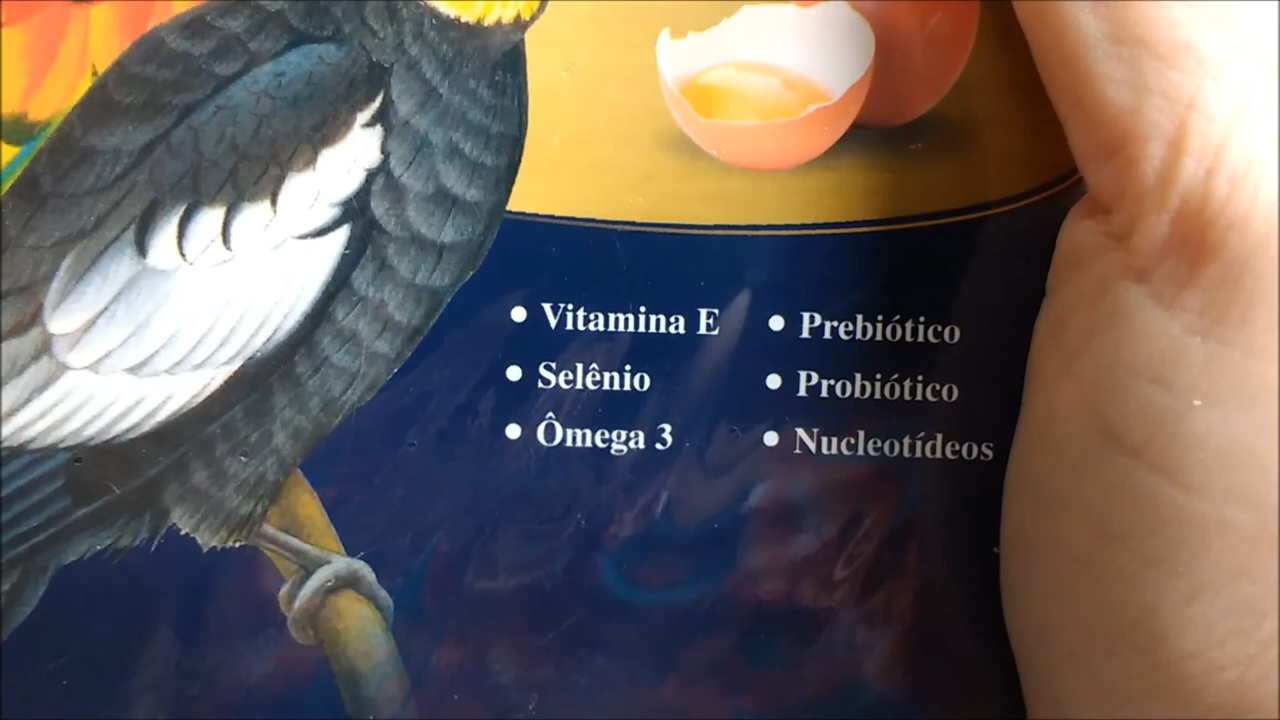 • Vitamina E
• Selênio
• Ômega 3
• Prebiótico
• Probiótico
• Nucleotídeos